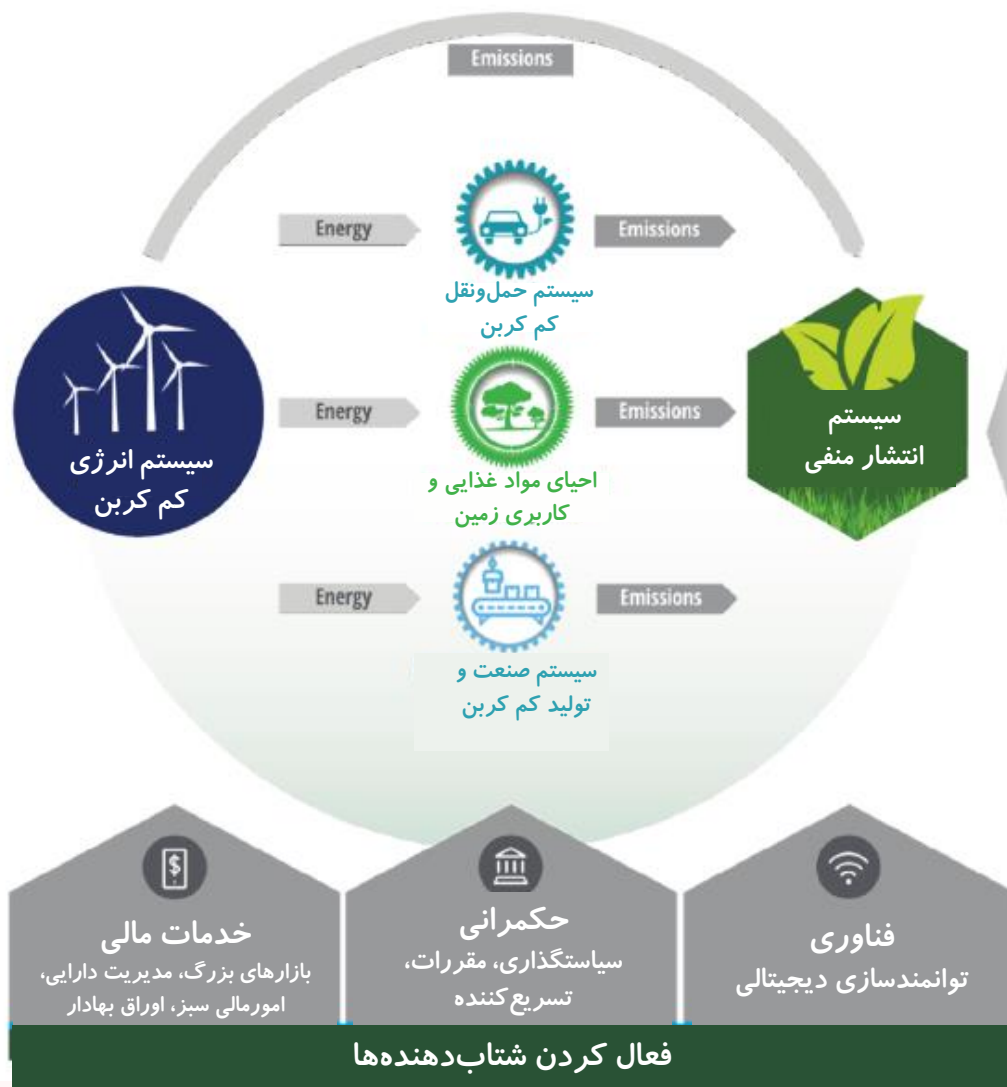 Emissions
Energy
Emissions
سیستم حمل‌ونقل
کم کربن
Energy
Emissions
سیستم انرژی
کم کربن
سیستم
انتشار منفی
احیای مواد غذایی و
کاربری زمین
Energy
Emissions
سیستم صنعت و
تولید کم کربن
خدمات مالی
بازارهای بزرگ، مدیریت دارایی،
امورمالی سبز، اوراق بهادار
حکمرانی
سیاستگذاری، مقررات،
تسریع‌کننده
فناوری
توانمندسازی دیجیتالی
فعال کردن شتاب‌دهنده‌ها